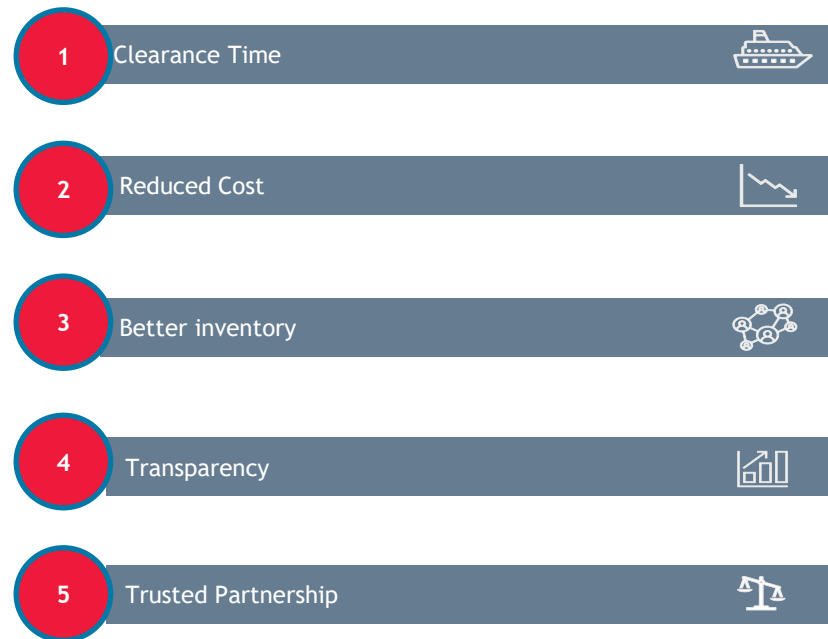 1 Clearance Time
2 Reduced Cost
3 Better inventory
4 Transparency
5 Trusted Partnership